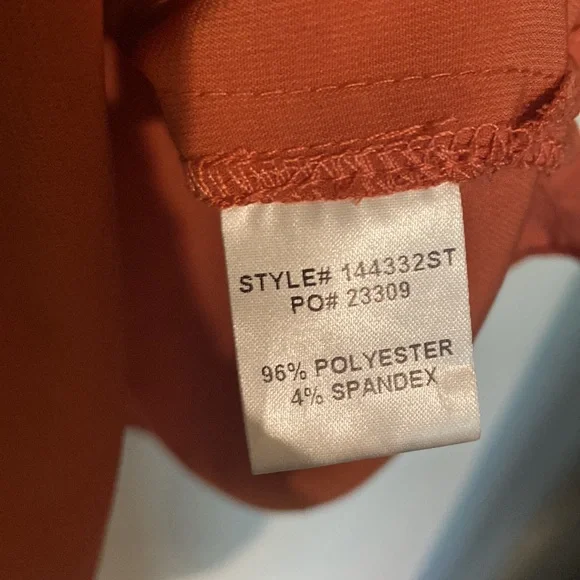 STYLE# 144332ST
PO# 23309
96% POLYESTER
4% SPANDEX